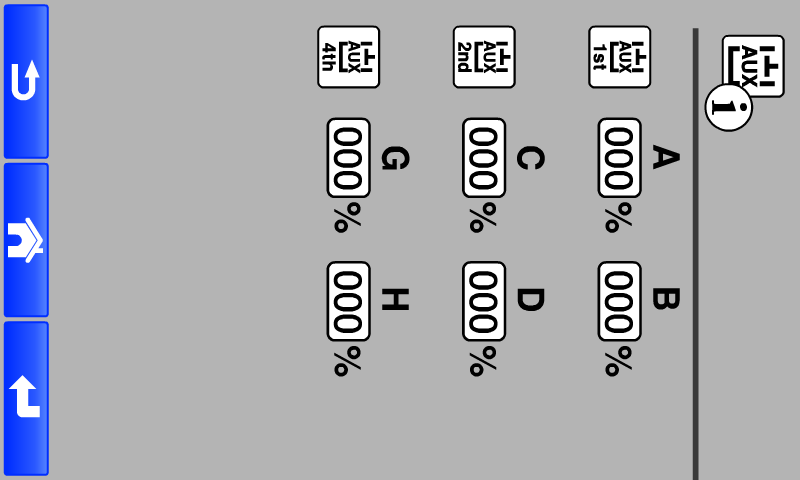 AUX
i
A B
AUX
1st 000 % 000 %
C D
AUX
2nd 000 % 000 %
G H
AUX
4th 000 % 000 %